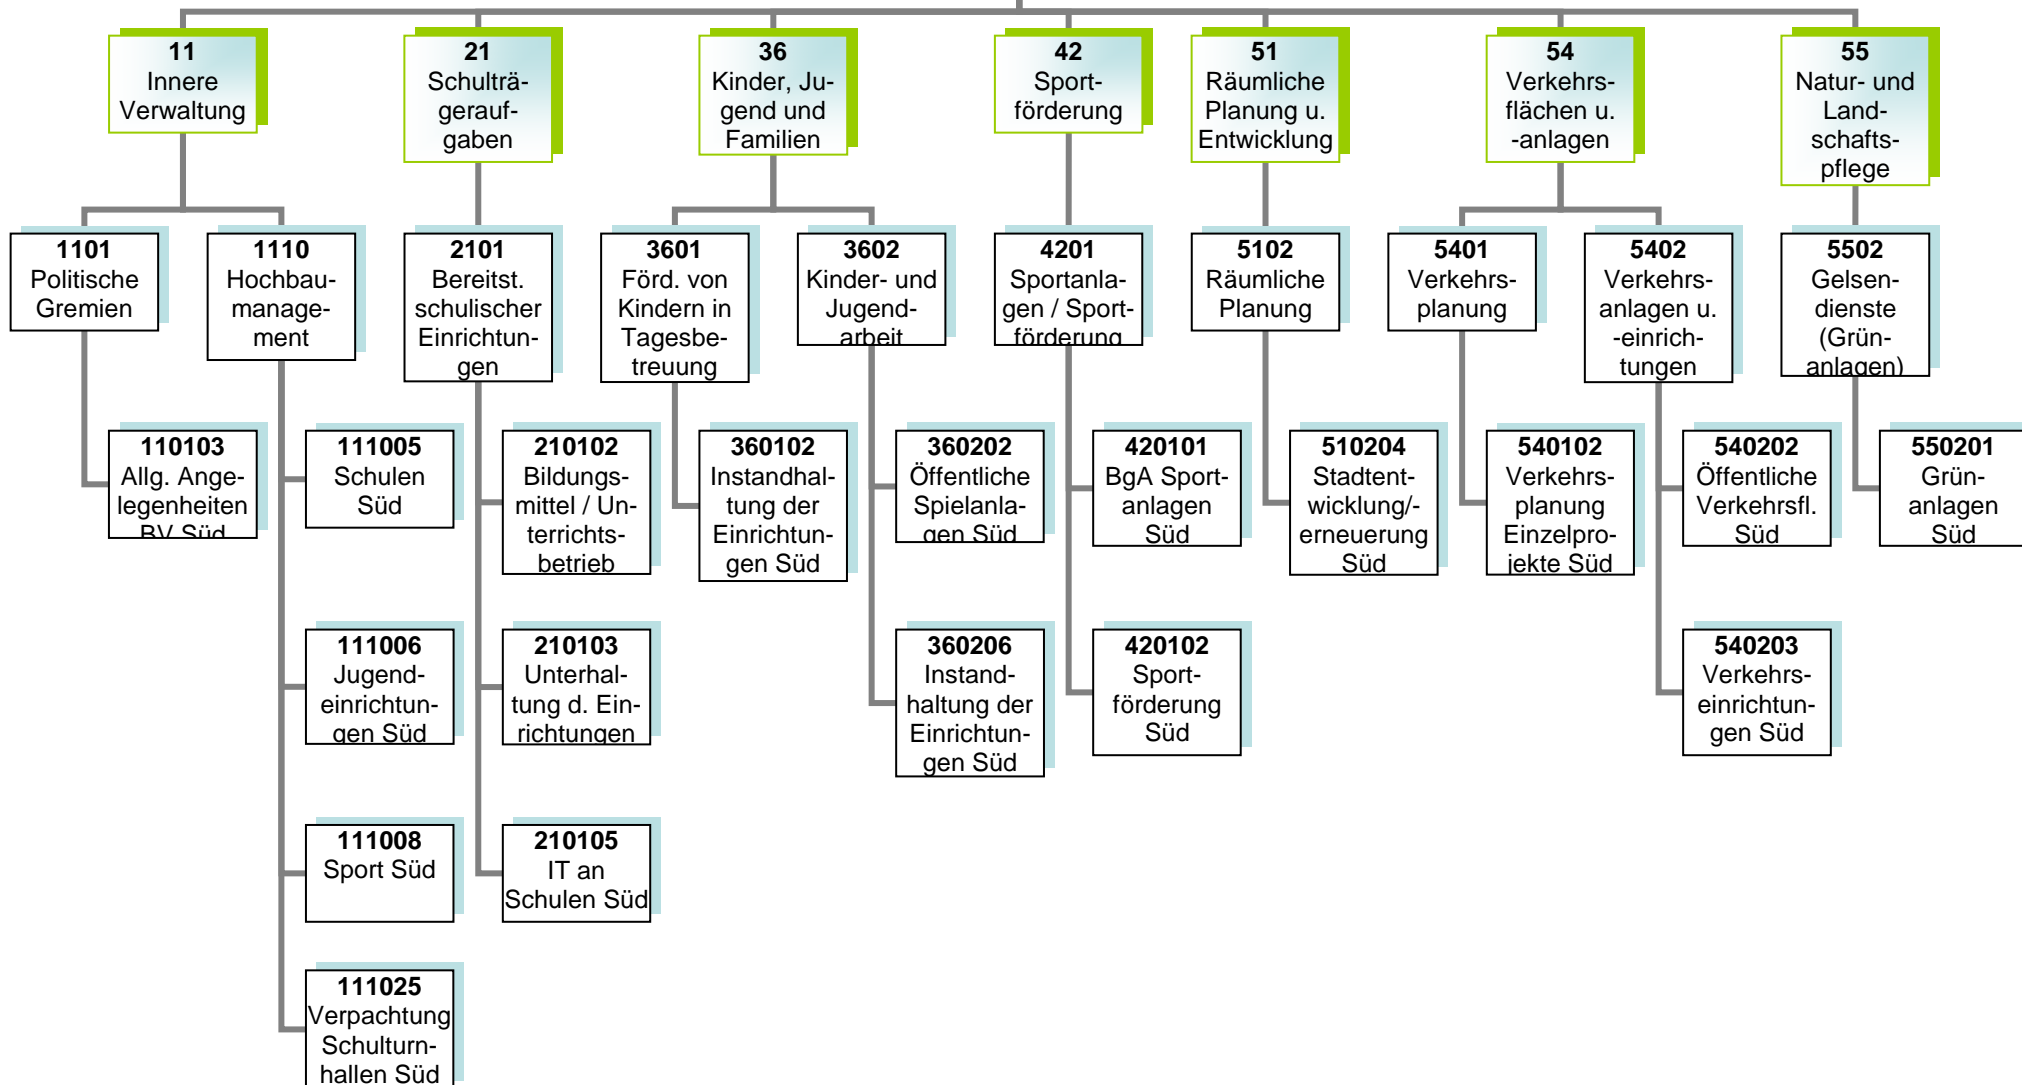 11
Innere
Verwaltung
21
Schulträ-
gerauf-
gaben
36
Kinder, Ju-
gend und
Familien
42
Sport-
förderung
51
Räumliche
Planung u.
Entwicklung
54
Verkehrs-
flächen u.
-anlagen
55
Natur- und
Land-
schafts-
pflege
1101
Politische
Gremien
1110
Hochbau-
manage-
ment
2101
Bereitst.
schulischer
Einrichtun-
gen
3601
Förd. von
Kindern in
Tagesbe-
treuung
3602
Kinder- und
Jugend-
arbeit
4201
Sportanla-
gen / Sport-
förderung
5102
Räumliche
Planung
5401
Verkehrs-
planung
5402
Verkehrs-
anlagen u.
-einrich-
tungen
5502
Gelsen-
dienste
(Grün-
anlagen)
110103
Allg. Ange-
legenheiten
BV Süd
111005
Schulen
Süd
210102
Bildungs-
mittel / Un-
terrichts-
betrieb
360102
Instandhal-
tung der
Einrichtun-
gen Süd
360202
Öffentliche
Spielanla-
gen Süd
420101
BgA Sport-
anlagen
Süd
510204
Stadtent-
wicklung/-
erneuerung
Süd
540102
Verkehrs-
planung
Einzelpro-
jekte Süd
540202
Öffentliche
Verkehrsfl.
Süd
550201
Grün-
anlagen
Süd
111006
Jugend-
einrichtun-
gen Süd
210103
Unterhal-
tung d. Ein-
richtungen
360206
Instand-
haltung der
Einrichtun-
gen Süd
420102
Sport-
förderung
Süd
540203
Verkehrs-
einrichtun-
gen Süd
111008
Sport Süd
210105
IT an
Schulen Süd
111025
Verpachtung
Schulturn-
hallen Süd